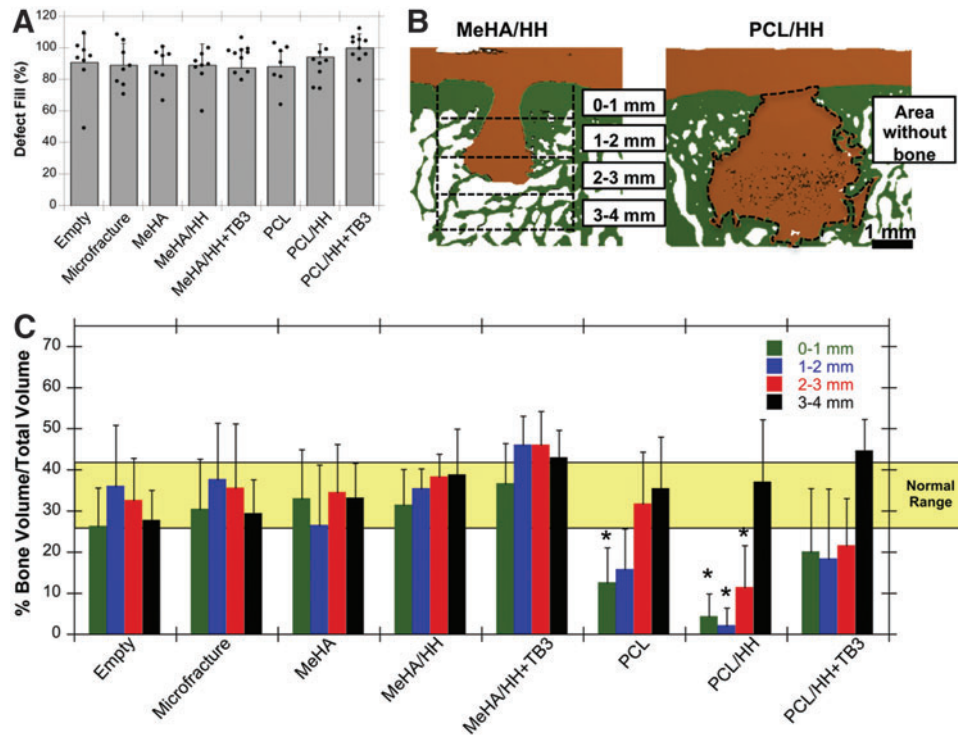 A
Defect Fill (%)
120
100
80
60
40
20
0
Empty
Microfracture
MeHA
MeHA/HH
MeHA/HH+TB3
PCL
PCL/HH
PCL/HH+TB3
B
MeHA/HH
PCL/HH
0-1 mm
1-2 mm
2-3 mm
3-4 mm
Area
without
bone
1 mm
C
% Bone Volume/Total Volume
70
60
50
40
30
20
10
0
0-1 mm
1-2 mm
2-3 mm
3-4 mm
Normal
Range
*
*
*
*
Empty
Microfracture
MeHA
MeHA/HH
MeHA/HH+TB3
PCL
PCL/HH
PCL/HH+TB3